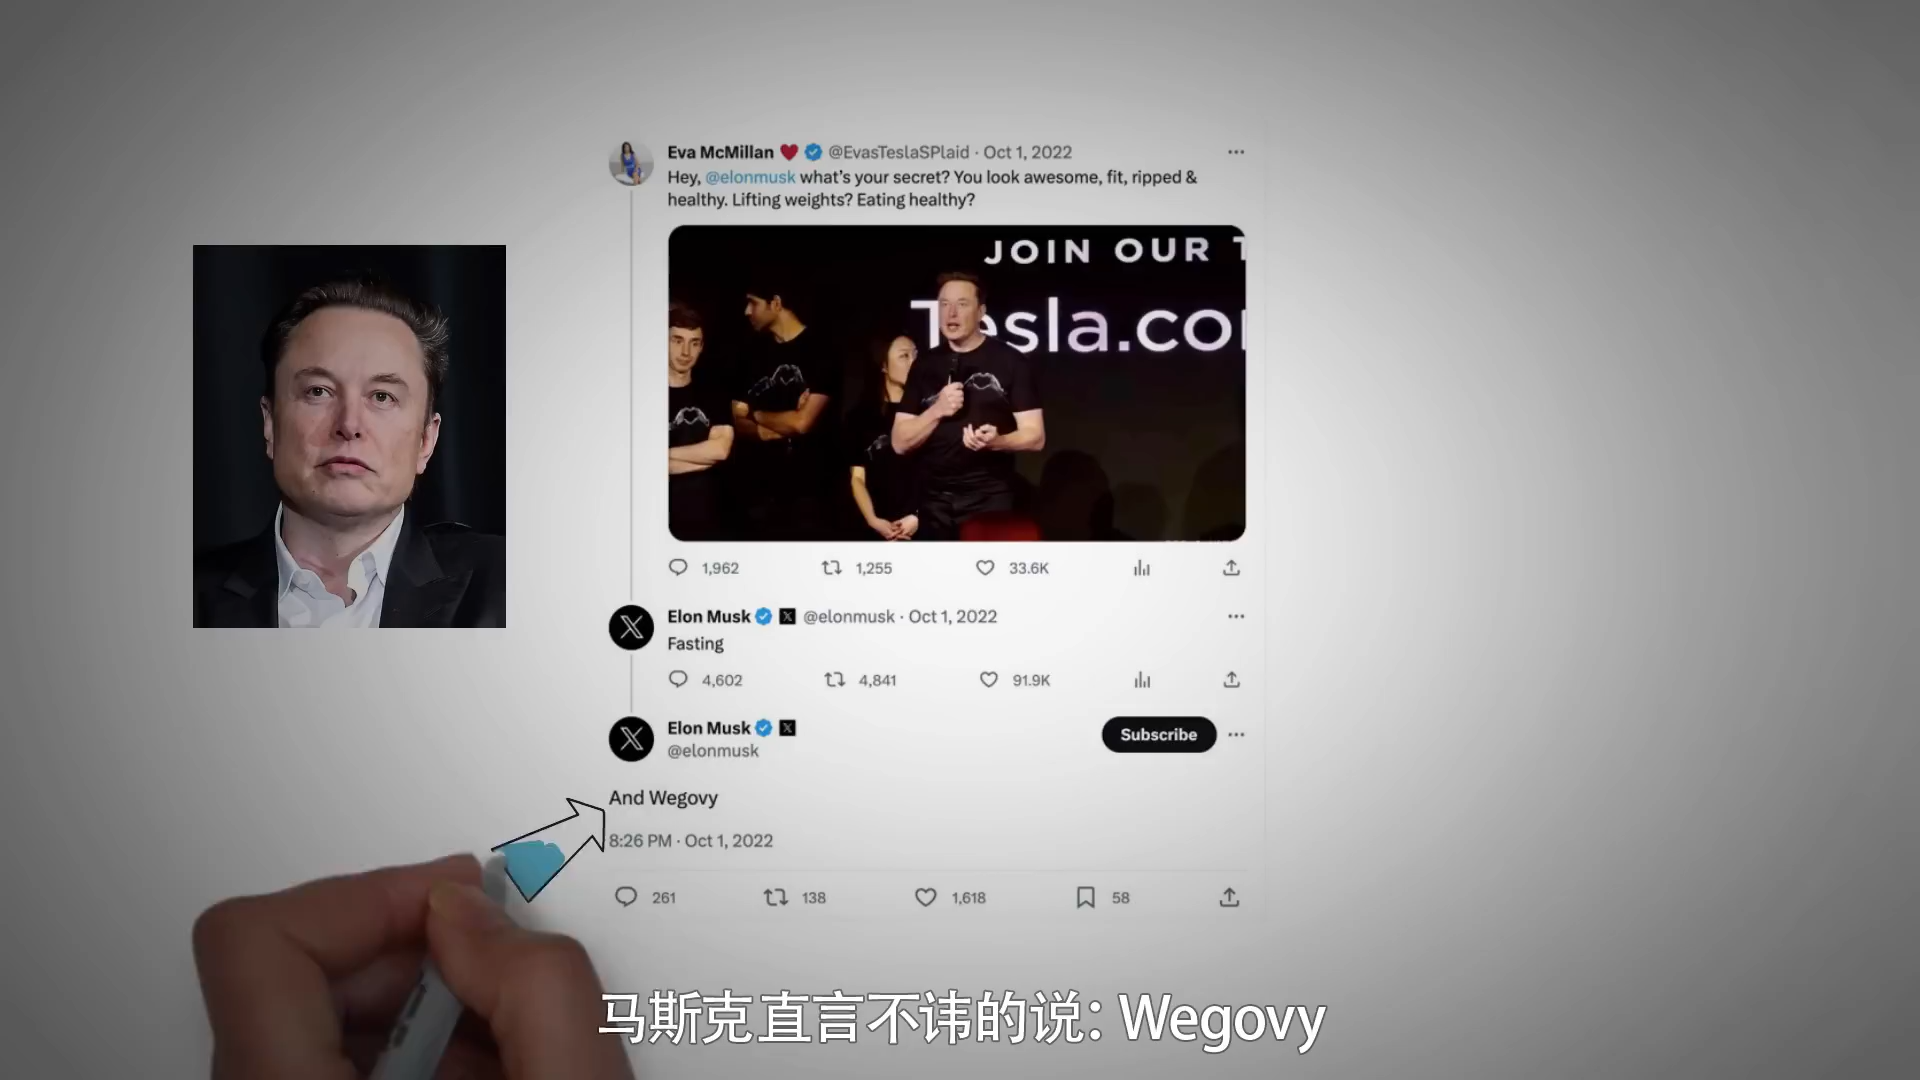 Eva McMillan ❤️ @EvasTeslaSPlaid · Oct 1, 2022
Hey, @elonmusk what's your secret? You look awesome, fit, ripped &
healthy. Lifting weights? Eating healthy?
JOIN OUR T
Tesla.co
1,962 1,255 33.6K
Elon Musk @elonmusk · Oct 1, 2022
Fasting
4,602 4,841 91.9K
Elon Musk
@elonmusk
Subscribe
And Wegovy
8:26 PM · Oct 1, 2022
261 138 1,618 58
马斯克直言不讳的说: Wegovy